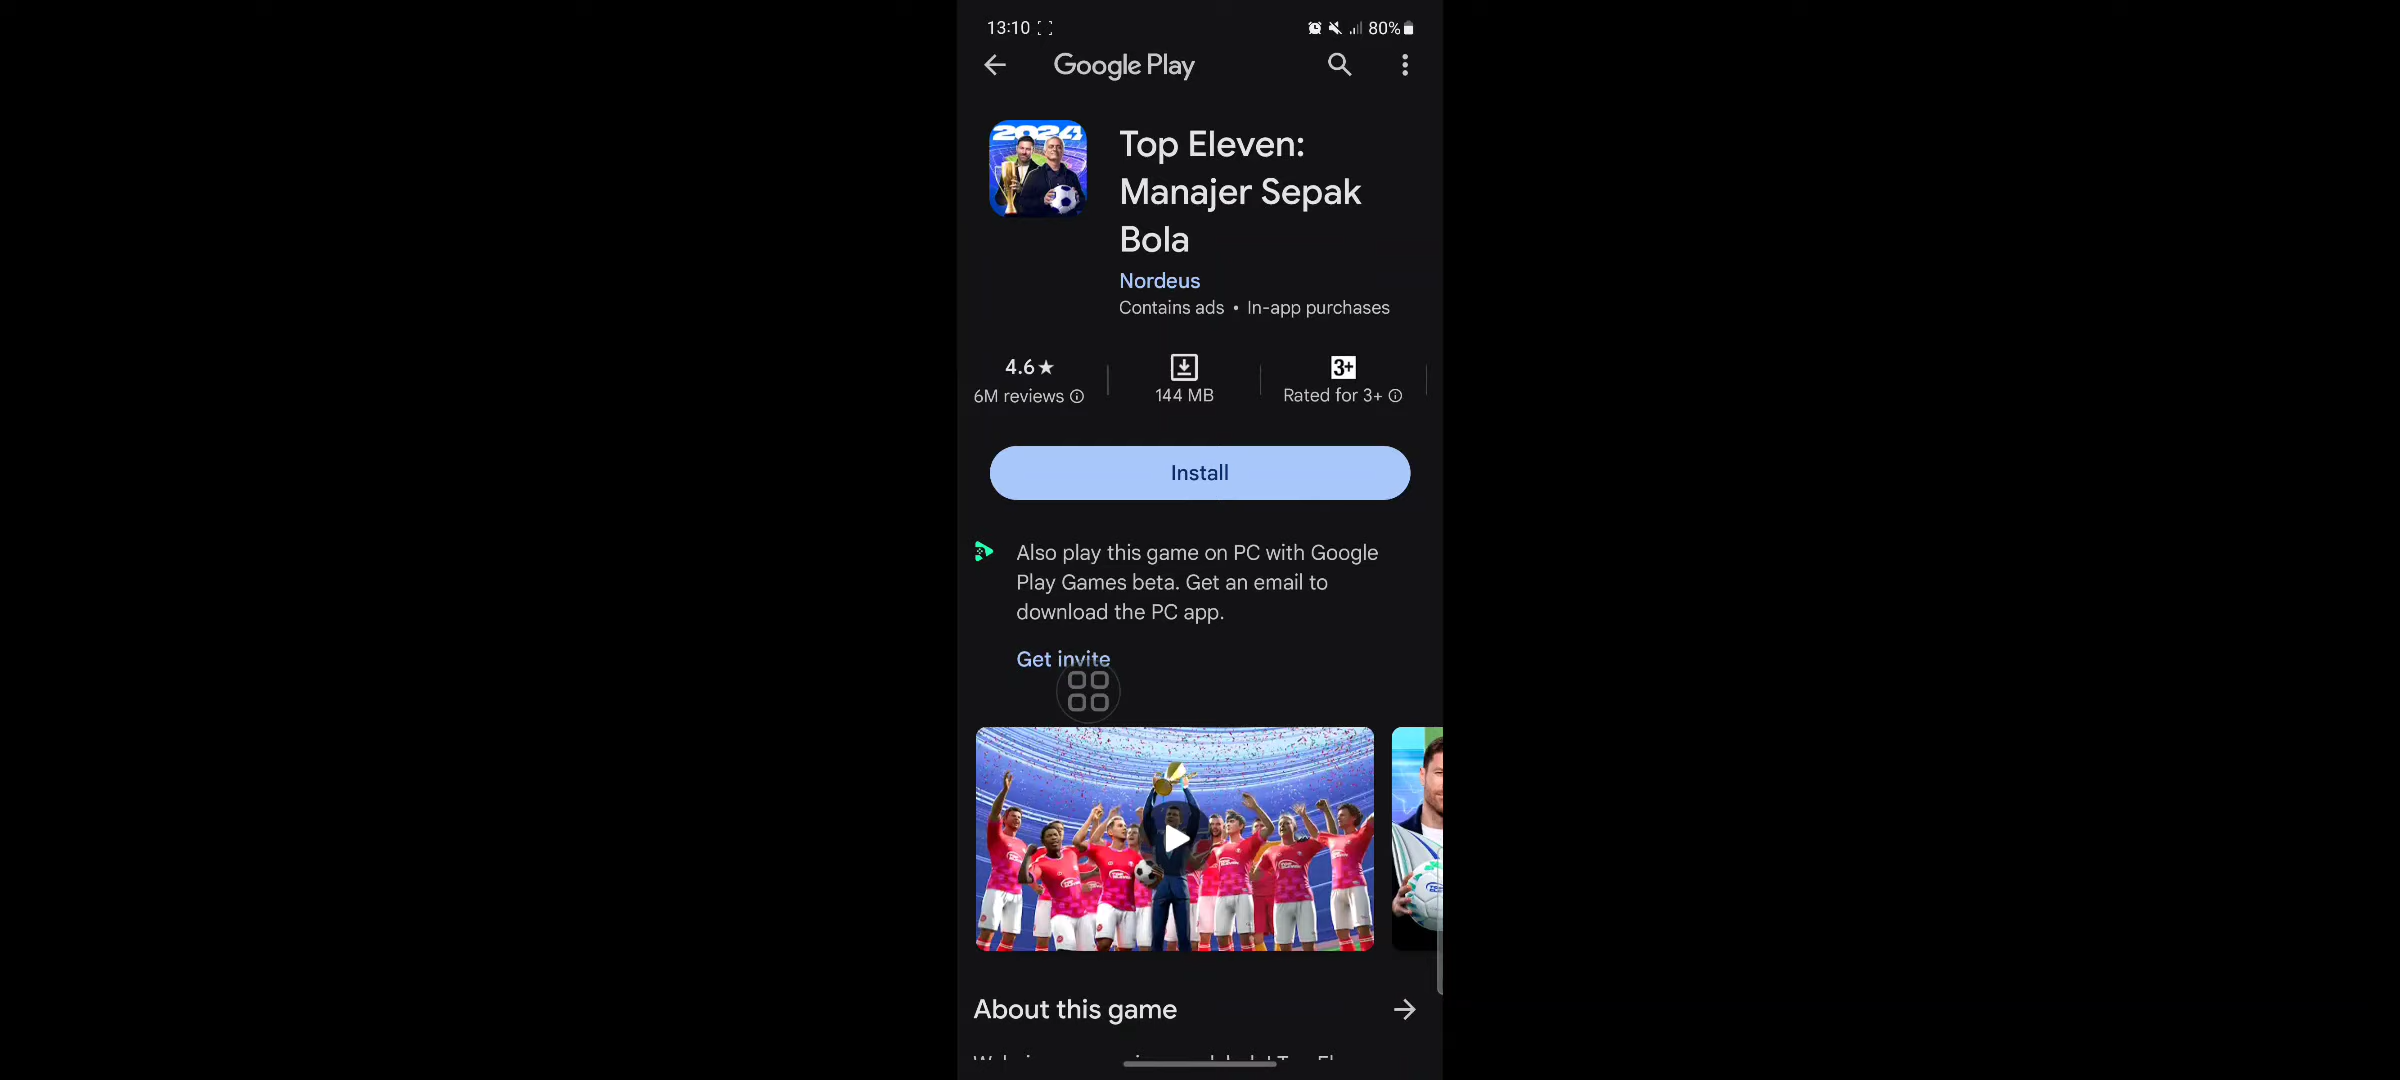 13:10
80%
Google Play
2024
Top Eleven:
Manajer Sepak
Bola
Nordeus
Contains ads • In-app purchases
4.6★
6M reviews
144 MB
3+
Rated for 3+
Install
Also play this game on PC with Google
Play Games beta. Get an email to
download the PC app.
Get invite
About this game